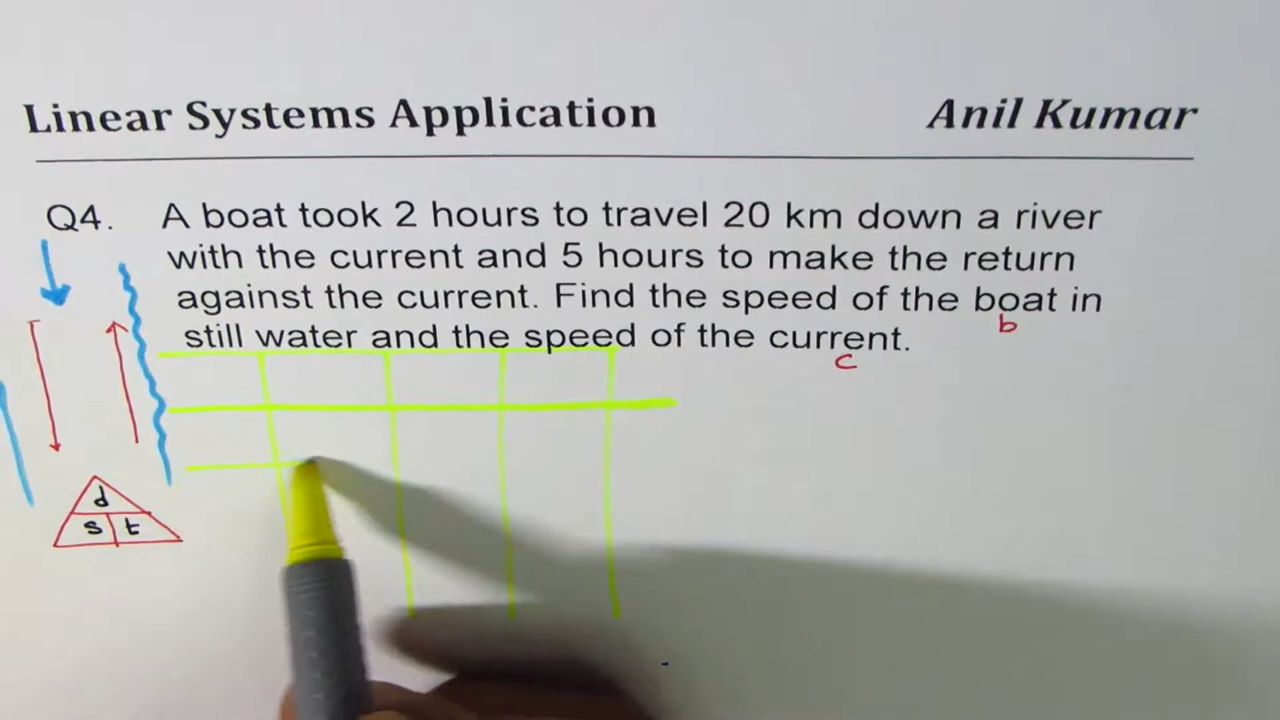 Linear Systems Application Anil Kumar
Q4. A boat took 2 hours to travel 20 km down a river
with the current and 5 hours to make the return
against the current. Find the speed of the boat in
b
still water and the speed of the current.
c
d
s t